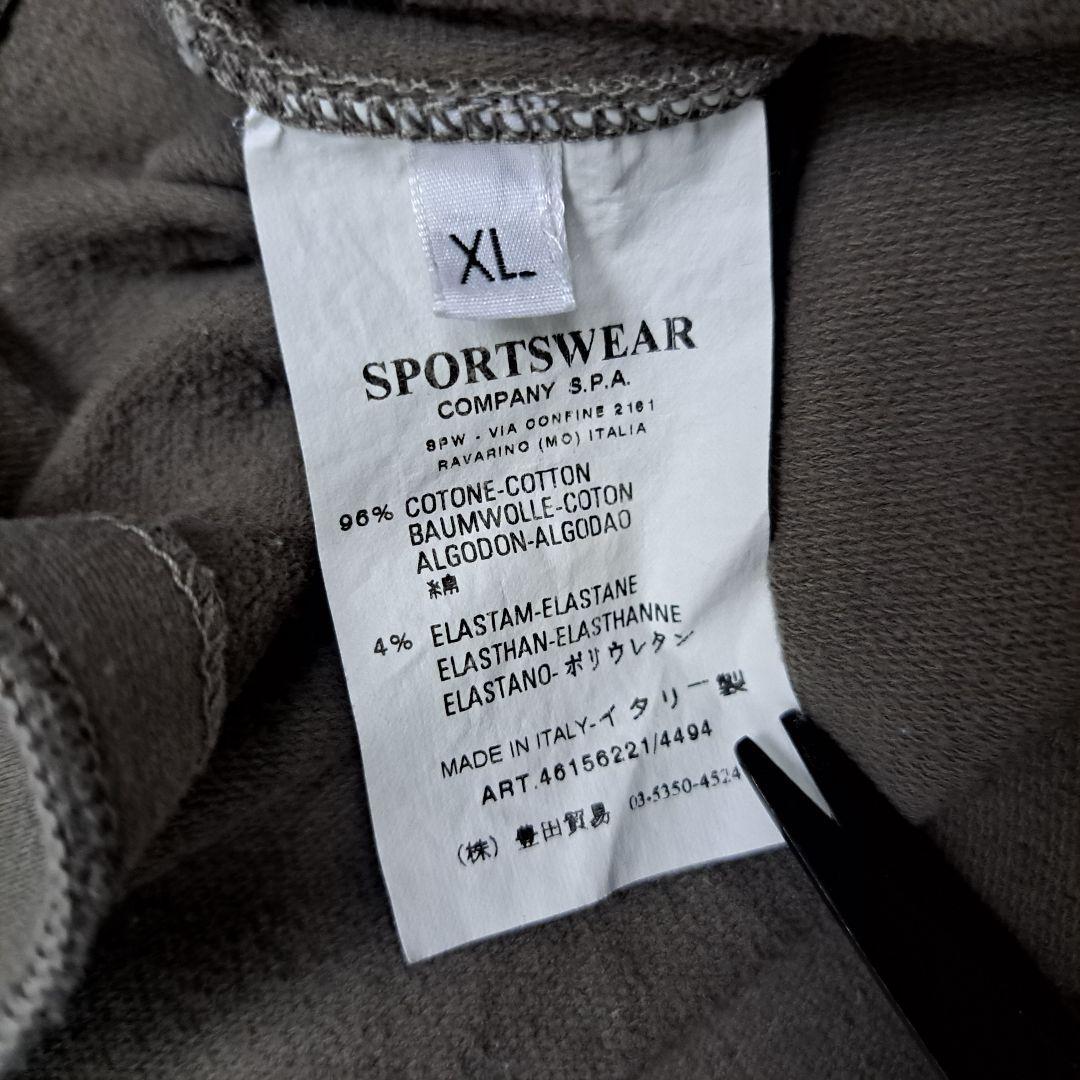 XL
SPORTSWEAR
COMPANY S.P.A.
SPW - VIA CONFINE 2161
RAVARINO (MO) ITALIA
96% COTONE-COTTON
BAUMWOLLE-COTON
ALGODON-ALGODAO
綿
4% ELASTAM-ELASTANE
ELASTHAN-ELASTHANNE
ELASTANO-ポリウレタン
MADE IN ITALY-イタリー製
ART.46156221/4494
(株) 豊田貿易 03-5350-4524